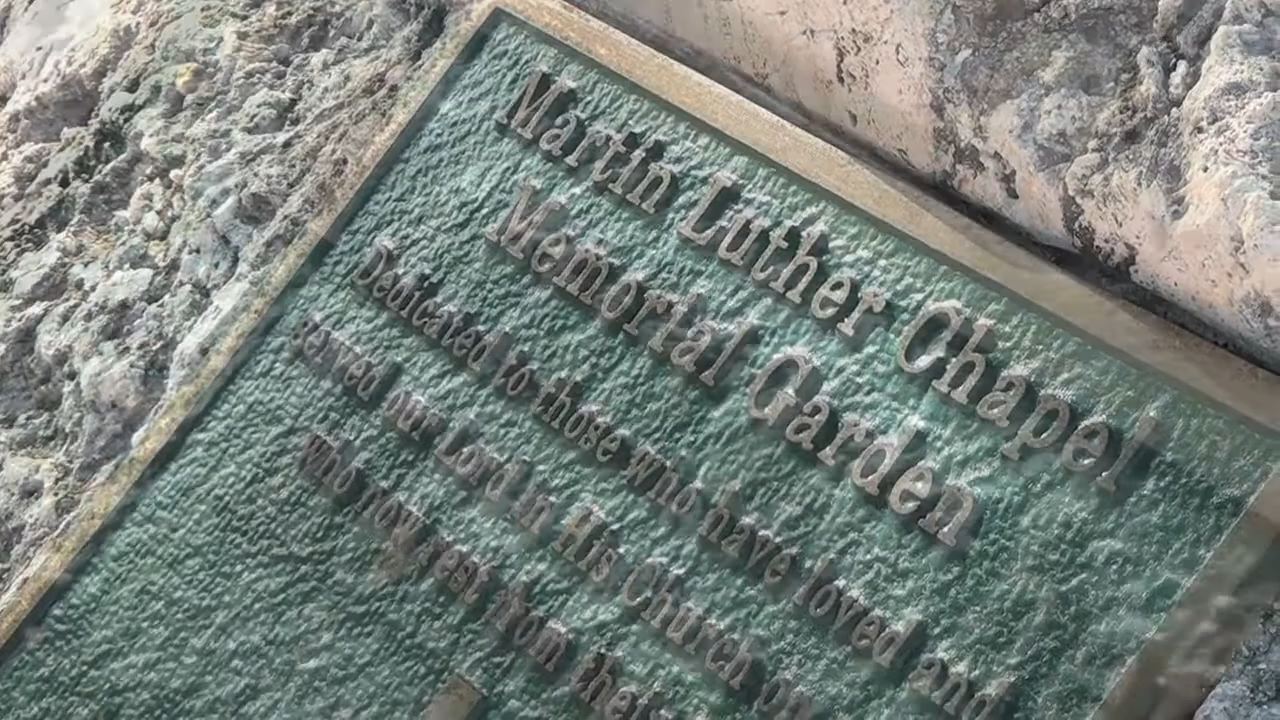 Martin Luther Chapel
Memorial Garden
Dedicated to those who have loved and
served our Lord in His Church on
who now rest from their